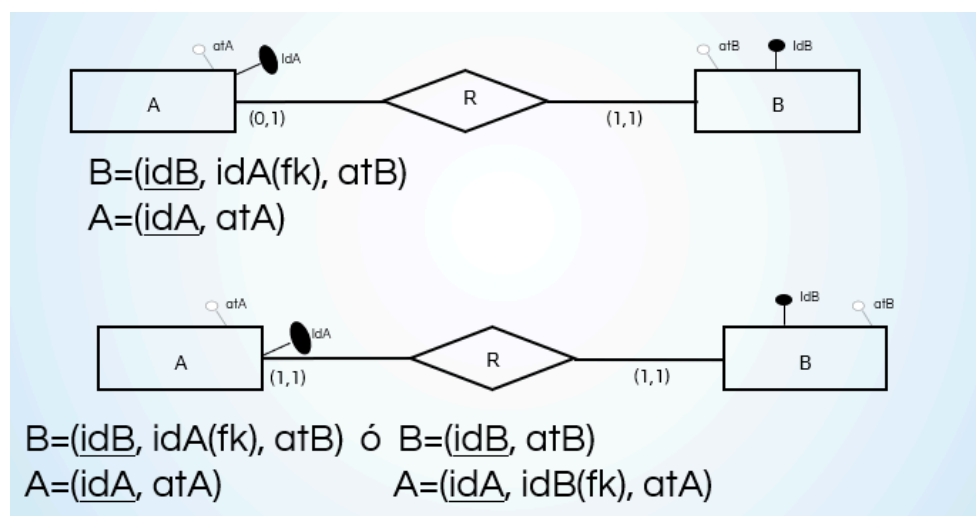 atA IdA atB IdB
A R B
(0,1) (1,1)
B=(idB, idA(fk), atB)
A=(idA, atA)
atA IdA IdB atB
A R B
(1,1) (1,1)
B=(idB, idA(fk), atB) ó B=(idB, atB)
A=(idA, atA) A=(idA, idB(fk), atA)